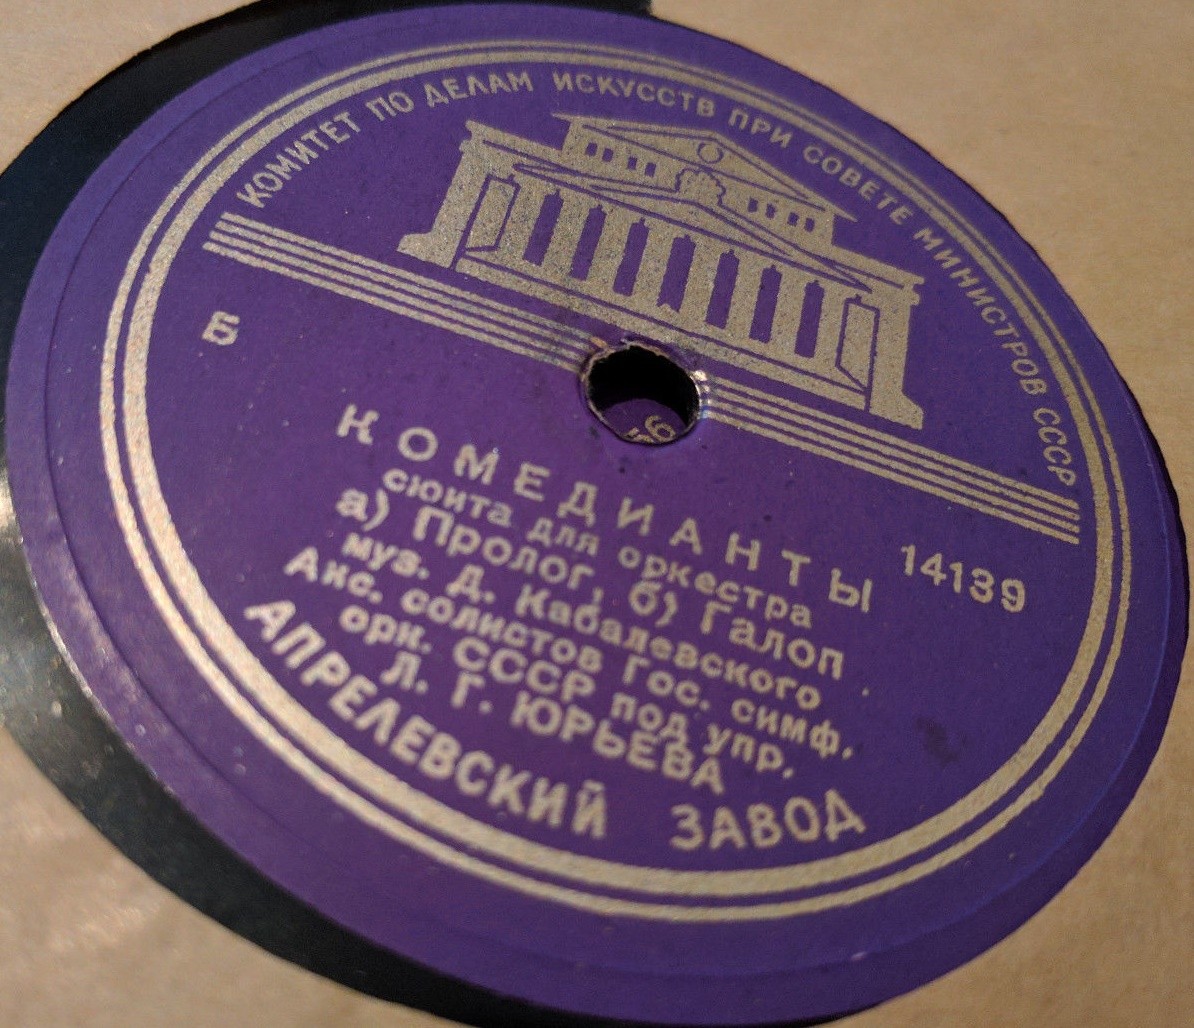 КОМИТЕТ ПО ДЕЛАМ ИСКУССТВ ПРИ СОВЕТЕ МИНИСТРОВ СССР
Б
14139
КОМЕДИАНТЫ
сюита для оркестра
а) Пролог, б) Галоп
муз. Д. Кабалевского
Анс. солистов Гос. симф.
орк. СССР под упр.
Л. Г. ЮРЬЕВА
АПРЕЛЕВСКИЙ ЗАВОД
56